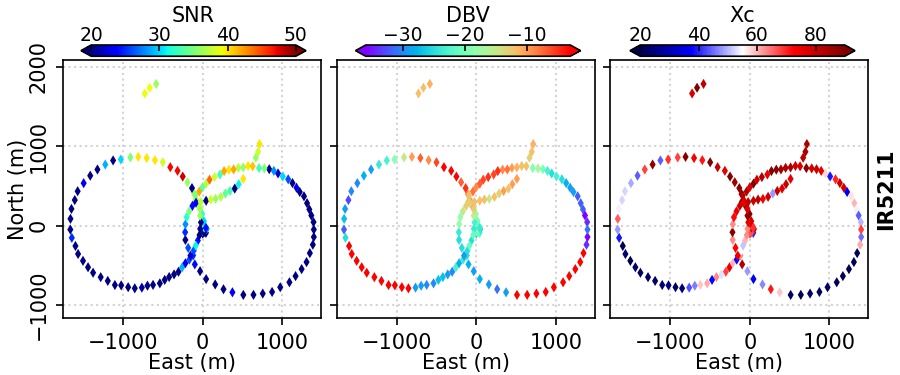 SNR DBV Xc
20 30 40 50 −30 −20 −10 20 40 60 80
2000
1000
0
−1000
North (m)
−1000 0 1000 −1000 0 1000 −1000 0 1000
East (m) East (m) East (m)
IR5211